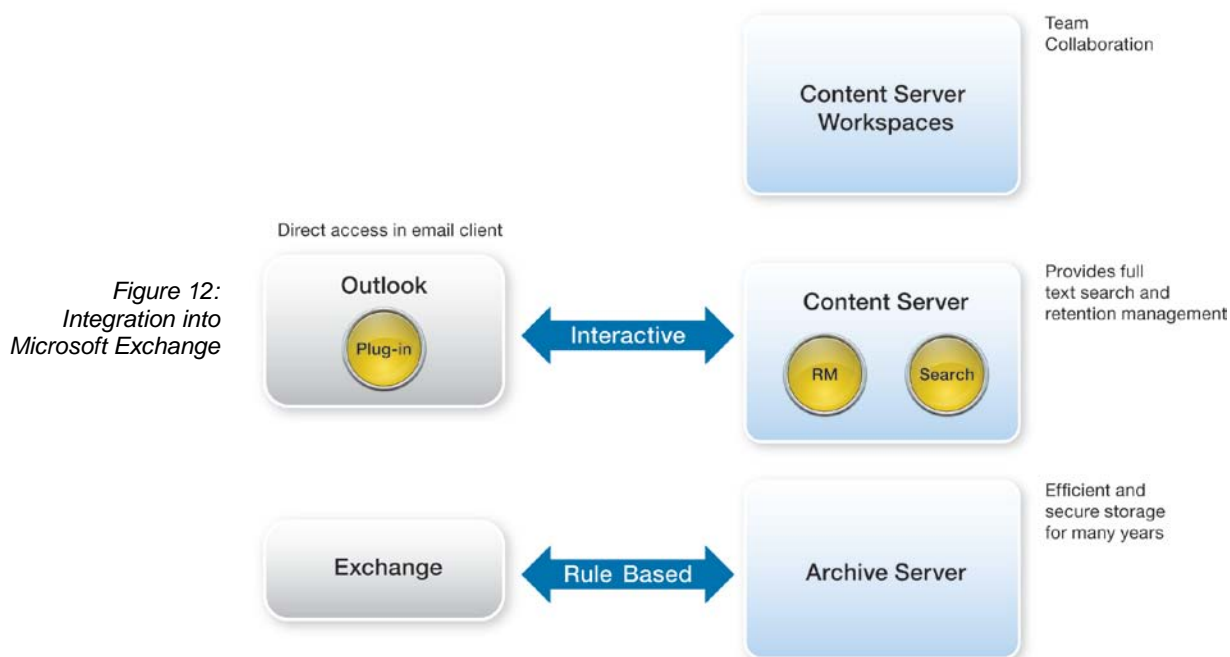 Team
Collaboration
Content Server
Workspaces
Direct access in email client
Figure 12:
Integration into
Microsoft Exchange
Outlook
Plug-in
Interactive
Content Server
RM
Search
Provides full
text search and
retention management
Exchange
Rule Based
Archive Server
Efficient and
secure storage
for many years